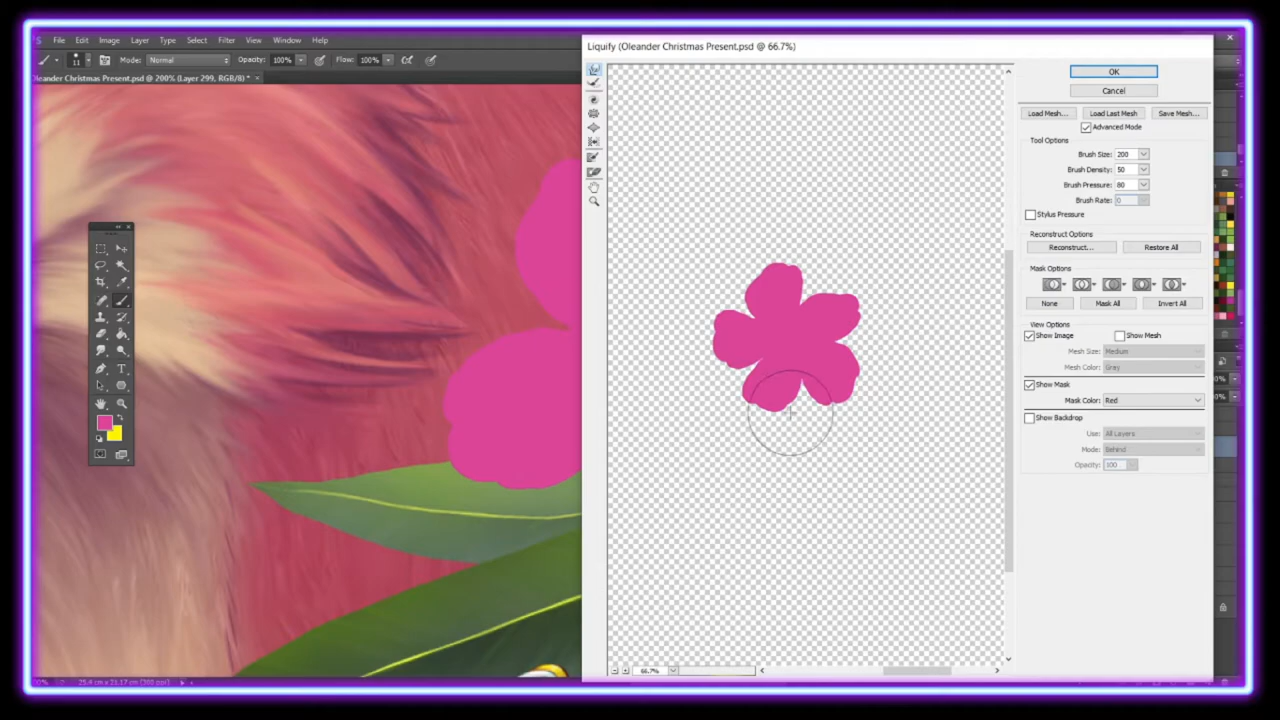 File Edit Image Layer Type Select Filter View Window Help
11 Mode: Normal Opacity: 100% Flow: 100%
Oleander Christmas Present.psd @ 200% (Layer 299, RGB/8) * ×
Liquify (Oleander Christmas Present.psd @ 66.7%)
OK
Cancel
Load Mesh... Load Last Mesh Save Mesh...
Advanced Mode
Tool Options
Brush Size: 200
Brush Density: 50
Brush Pressure: 80
Brush Rate: 0
Stylus Pressure
Reconstruct Options
Reconstruct... Restore All
Mask Options
None Mask All Invert All
View Options
Show Image Show Mesh
Mesh Size: Medium
Mesh Color: Gray
Show Mask
Mask Color: Red
Show Backdrop
Use: All Layers
Mode: Behind
Opacity: 100
66.7%